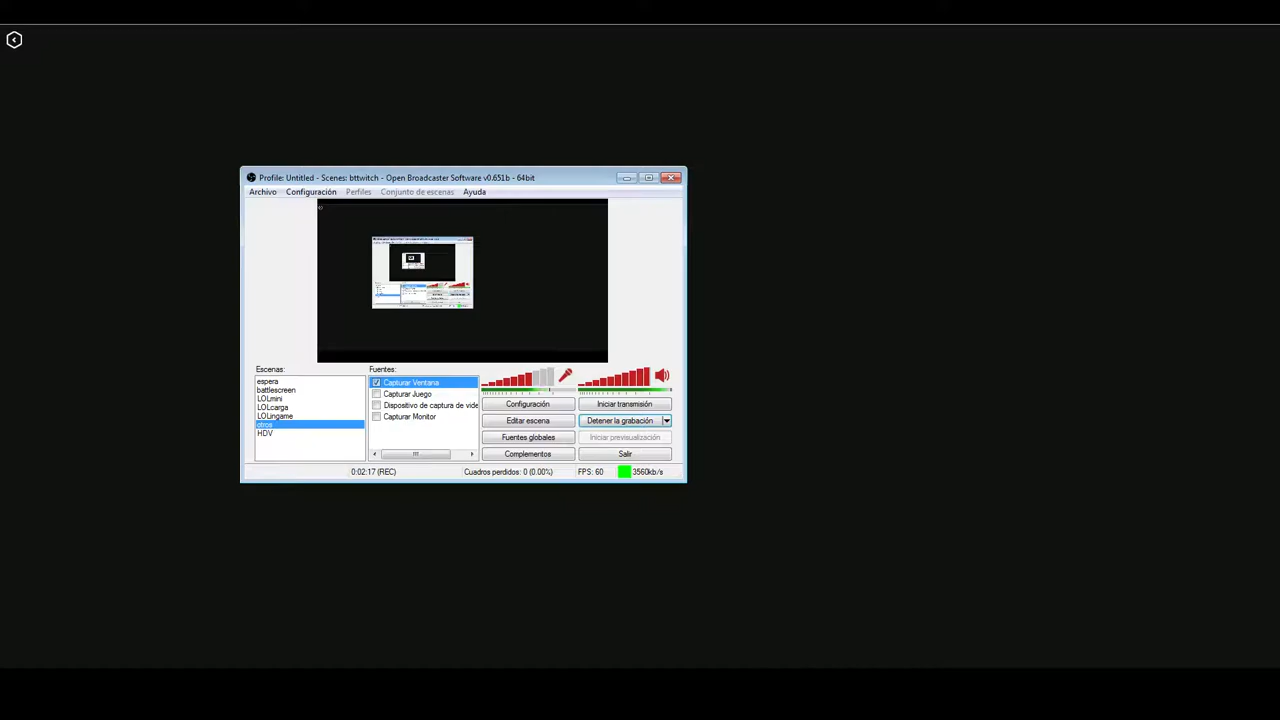 Profile: Untitled - Scenes: bttwitch - Open Broadcaster Software v0.651b - 64bit
Archivo Configuración Perfiles Conjunto de escenas Ayuda
Escenas:
espera
battlescreen
LOLmini
LOLcarga
LOLingame
otros
HDV
Fuentes:
Capturar Ventana
Capturar Juego
Dispositivo de captura de vide
Capturar Monitor
Configuración
Editar escena
Fuentes globales
Complementos
Iniciar transmisión
Detener la grabación
Iniciar previsualización
Salir
0:02:17 (REC) Cuadros perdidos: 0 (0.00%) FPS: 60 3560kb/s